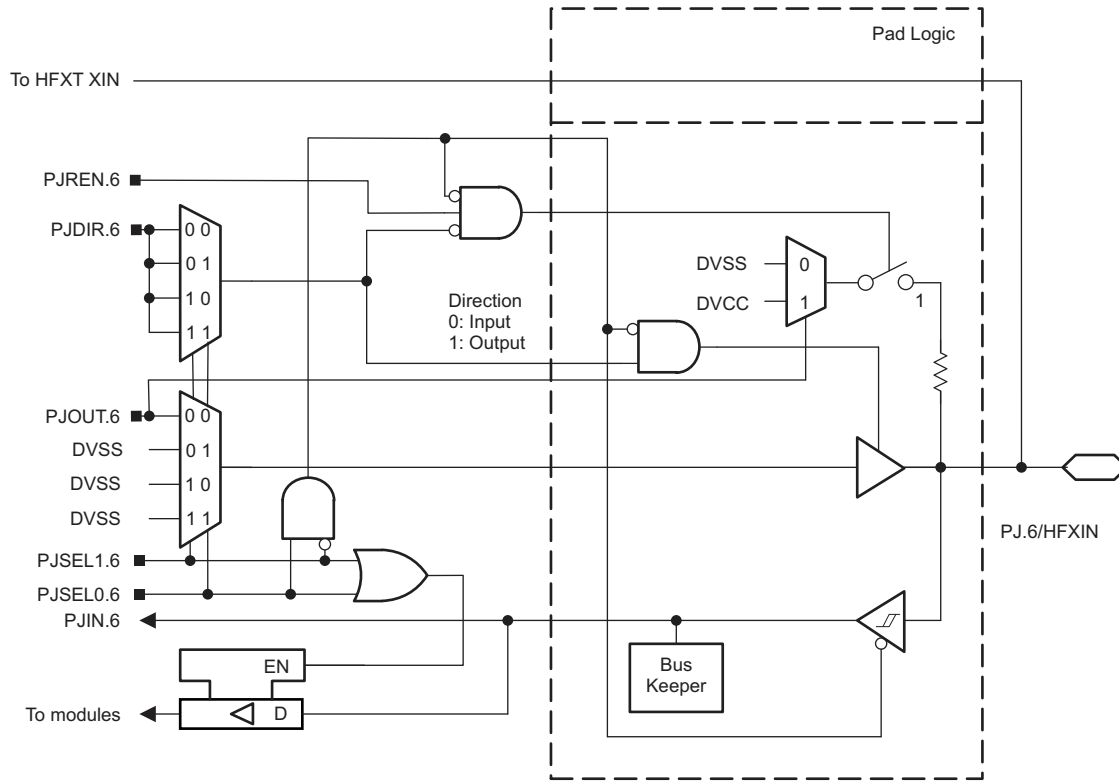 Pad Logic
To HFXT XIN
PJREN.6
PJDIR.6
0 0
0 1
1 0
1 1
DVSS
0
DVCC
1
1
Direction
0: Input
1: Output
PJOUT.6
0 0
DVSS
0 1
DVSS
1 0
DVSS
1 1
PJ.6/HFXIN
PJSEL1.6
PJSEL0.6
PJIN.6
Bus
Keeper
EN
D
To modules